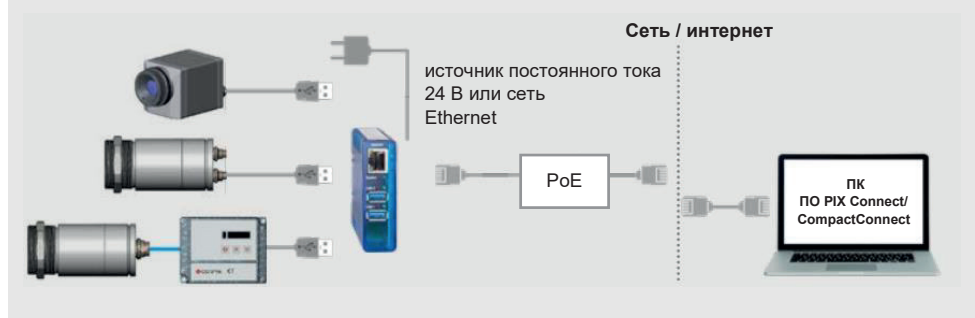 Сеть / интернет
источник постоянного тока
24 В или сеть
Ethernet
PoE
ПК
ПО PIX Connect/
CompactConnect